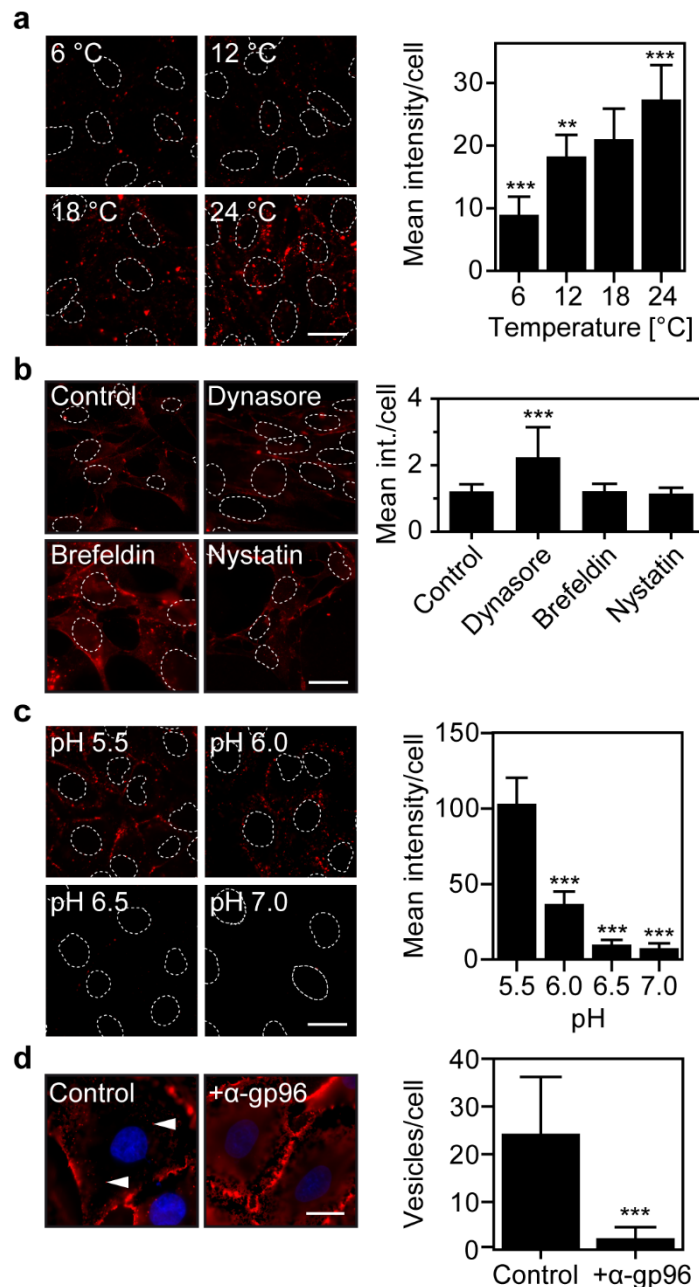 a
6 °C
12 °C
18 °C
24 °C
Mean intensity/cell
30
20
10
0
***
**
***
6 12 18 24
Temperature [°C]
b
Control
Dynasore
Brefeldin
Nystatin
Mean int./cell
4
2
0
***
Control
Dynasore
Brefeldin
Nystatin
c
pH 5.5
pH 6.0
pH 6.5
pH 7.0
Mean intensity/cell
150
100
50
0
***
***
***
5.5 6.0 6.5 7.0
pH
d
Control
+α-gp96
Vesicles/cell
40
30
20
10
0
***
Control +α-gp96